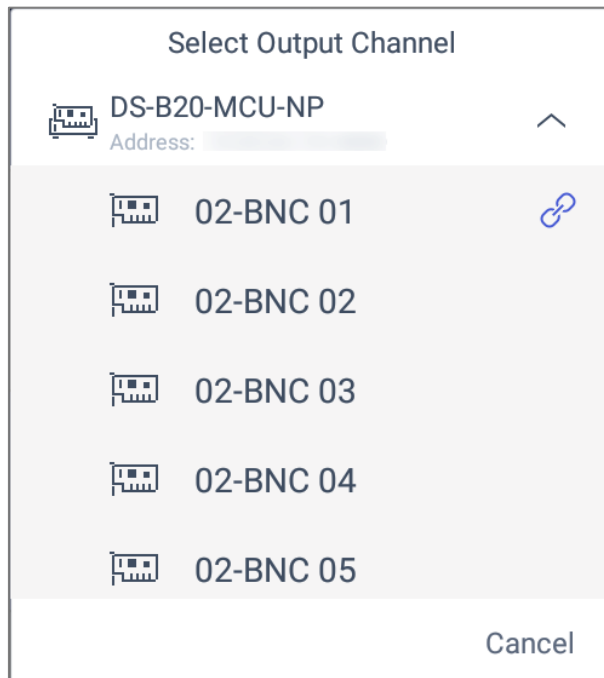 Select Output Channel
DS-B20-MCU-NP
Address:
02-BNC 01
02-BNC 02
02-BNC 03
02-BNC 04
02-BNC 05
Cancel